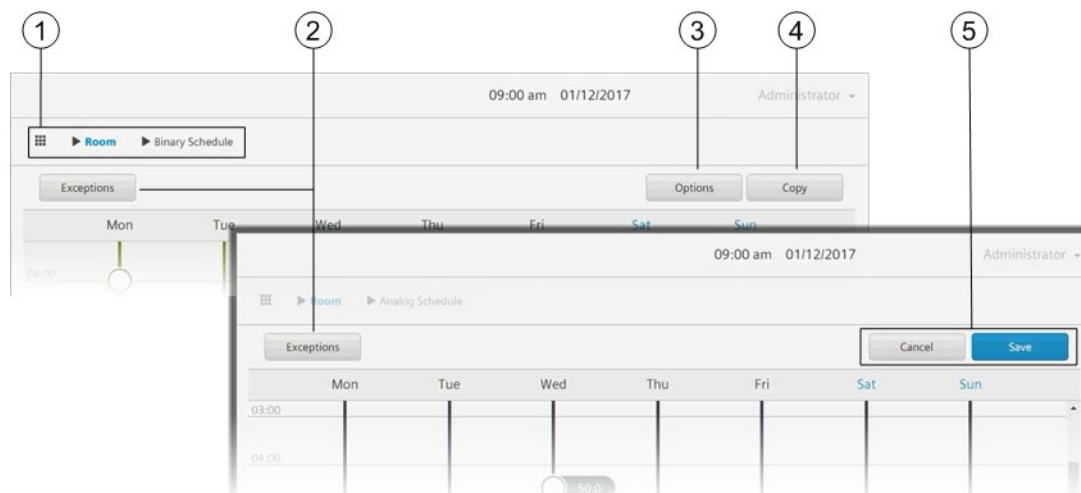 1 2 3 4 5
09:00 am 01/12/2017 Administrator
Room Binary Schedule
Exceptions Options Copy
Mon Tue Wed Thu Fri Sat Sun
08:00
09:00 am 01/12/2017 Administrator
Room Analog Schedule
Exceptions Cancel Save
Mon Tue Wed Thu Fri Sat Sun
03:00
04:00
50.0